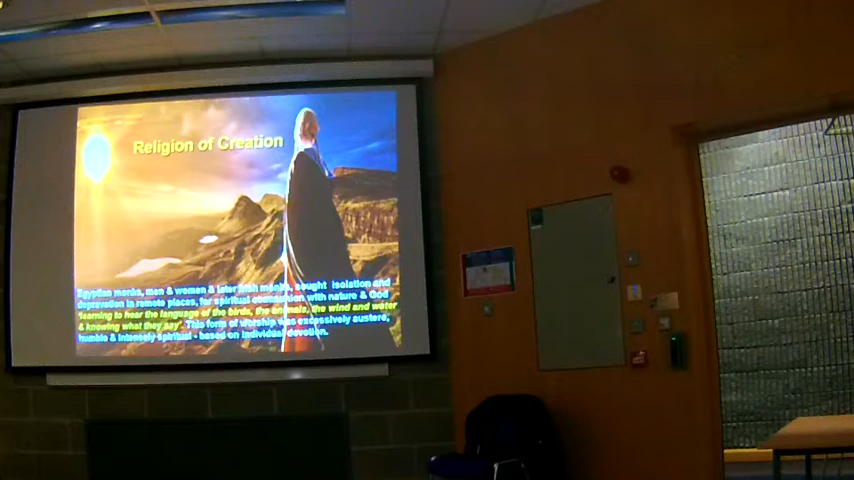 Religion of Creation
Egyptian monks, men & women & later Irish monks, sought isolation and
deprivation in remote places, for spiritual communion with nature & God
'learning to hear the language of the birds, the animals, the wind and water
& knowing what they say'. This form of worship was excessively austere,
humble & intensely spiritual - based on individual devotion.